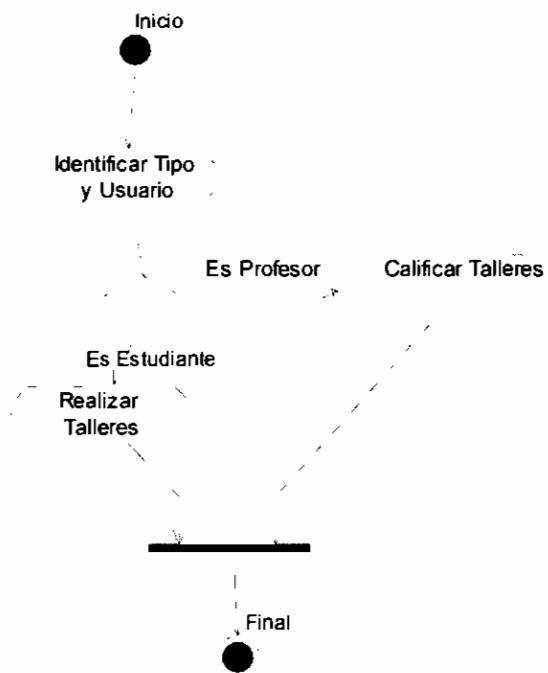 Inicio
Identificar Tipo
y Usuario
Es Profesor
Calificar Talleres
Es Estudiante
Realizar
Talleres
Final